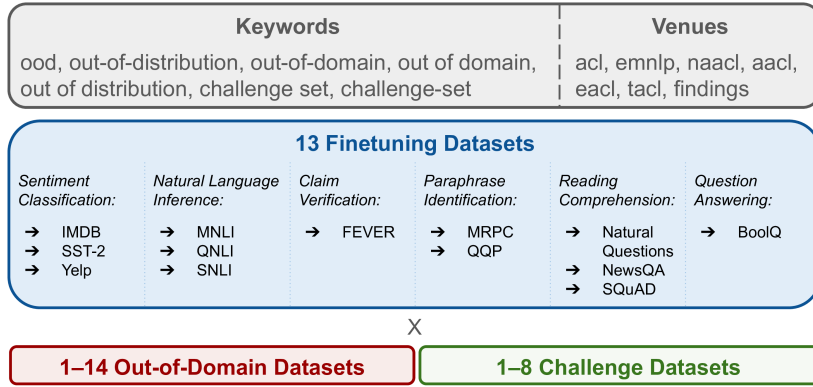 Keywords
ood, out-of-distribution, out-of-domain, out of domain,
out of distribution, challenge set, challenge-set
Venues
acl, emnlp, naacl, aacl,
eacl, tacl, findings
13 Finetuning Datasets
Sentiment
Classification:
➔ IMDB
➔ SST-2
➔ Yelp
Natural Language
Inference:
➔ MNLI
➔ QNLI
➔ SNLI
Claim
Verification:
➔ FEVER
Paraphrase
Identification:
➔ MRPC
➔ QQP
Reading
Comprehension:
➔ Natural
Questions
➔ NewsQA
➔ SQuAD
Question
Answering:
➔ BoolQ
X
1–14 Out-of-Domain Datasets
1–8 Challenge Datasets